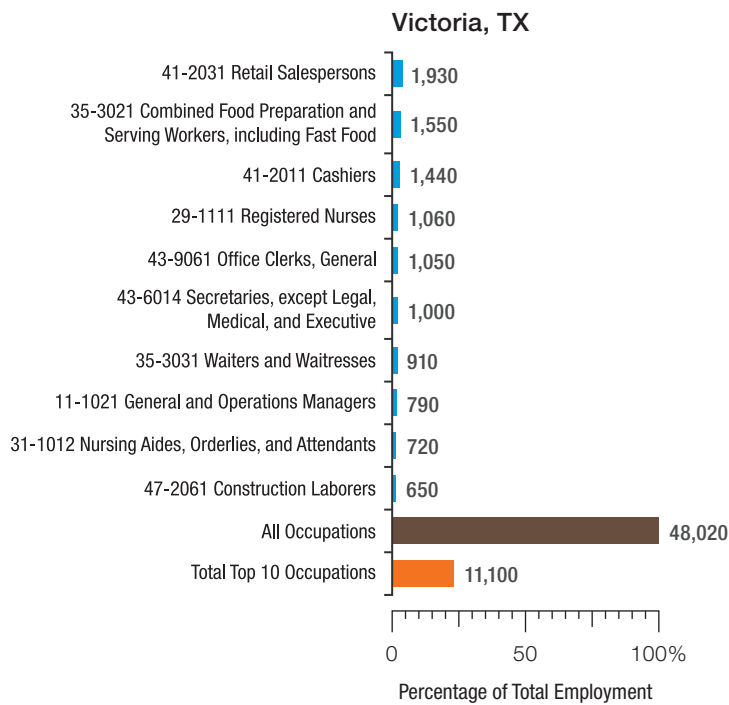 Victoria, TX
41-2031 Retail Salespersons 1,930
35-3021 Combined Food Preparation and
Serving Workers, including Fast Food 1,550
41-2011 Cashiers 1,440
29-1111 Registered Nurses 1,060
43-9061 Office Clerks, General 1,050
43-6014 Secretaries, except Legal,
Medical, and Executive 1,000
35-3031 Waiters and Waitresses 910
11-1021 General and Operations Managers 790
31-1012 Nursing Aides, Orderlies, and Attendants 720
47-2061 Construction Laborers 650
All Occupations 48,020
Total Top 10 Occupations 11,100
0 50 100%
Percentage of Total Employment